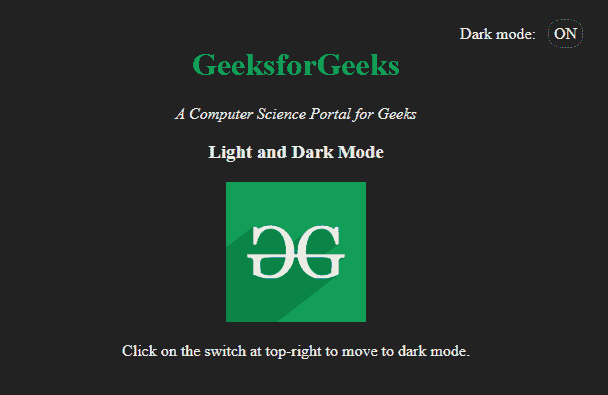 Dark mode: ON
GeeksforGeeks
A Computer Science Portal for Geeks
Light and Dark Mode
Click on the switch at top-right to move to dark mode.